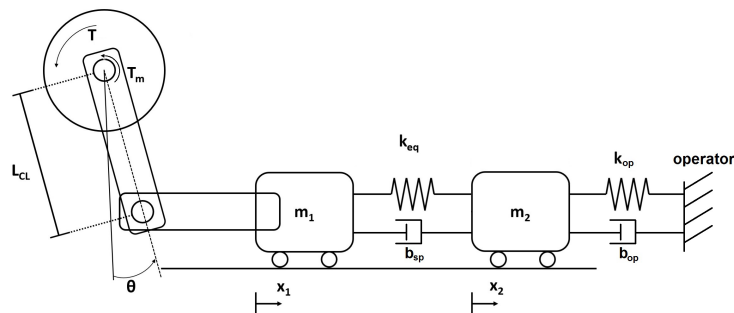 T
T_m
k_eq
k_op
operator
L_CL
m_1
m_2
b_sp
b_op
θ
x_1
x_2